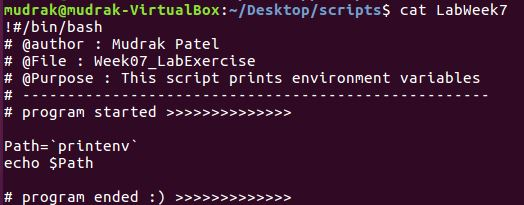 mudrak@mudrak-VirtualBox:~/Desktop/scripts$ cat LabWeek7
!#/bin/bash
# @author : Mudrak Patel
# @File : Week07_LabExercise
# @Purpose : This script prints environment variables
# ----------------------------------------------------
# program started >>>>>>>>>>>>>>
Path=`printenv`
echo $Path
# program ended :) >>>>>>>>>>>>>